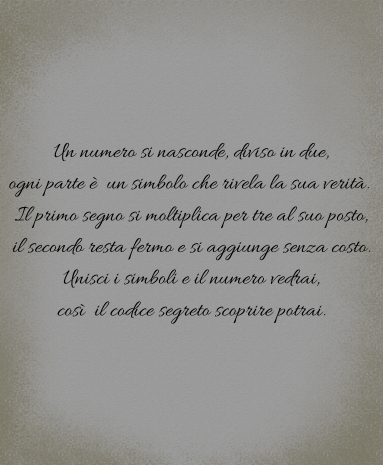 Un numero si nasconde, diviso in due,
ogni parte è un simbolo che rivela la sua verità.
Il primo segno si moltiplica per tre al suo posto,
il secondo resta fermo e si aggiunge senza costo.
Unisci i simboli e il numero vedrai,
così il codice segreto scoprire potrai.